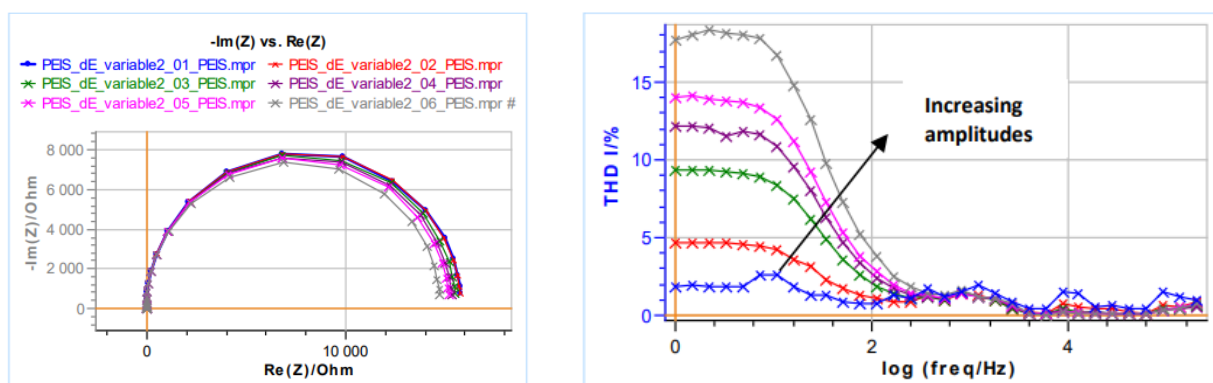 -Im(Z) vs. Re(Z)
PEIS_dE_variable2_01_PEIS.mpr PEIS_dE_variable2_02_PEIS.mpr
PEIS_dE_variable2_03_PEIS.mpr PEIS_dE_variable2_04_PEIS.mpr
PEIS_dE_variable2_05_PEIS.mpr PEIS_dE_variable2_06_PEIS.mpr #
8 000
6 000
4 000
2 000
0
-Im(Z)/Ohm
0 10 000
Re(Z)/Ohm
15
10
5
0
THD I/%
Increasing
amplitudes
0 2 4
log (freq/Hz)